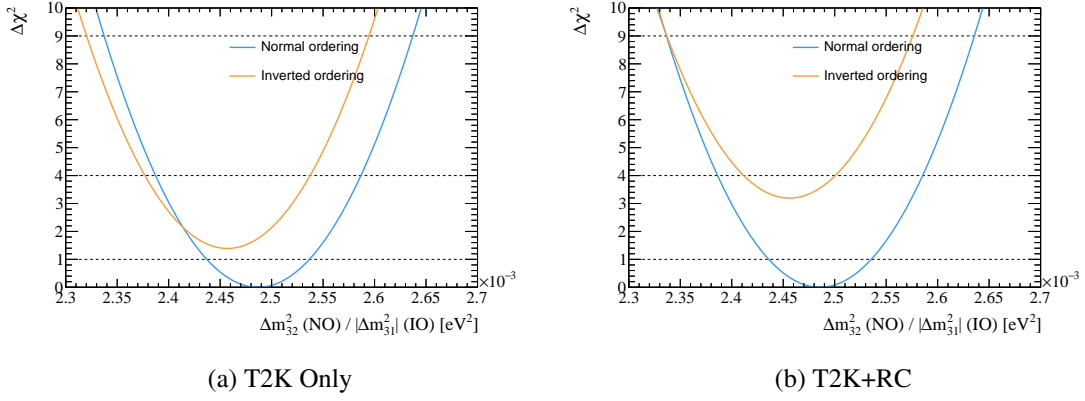 Δχ²
10
9
8
7
6
5
4
3
2
1
0
Normal ordering
Inverted ordering
×10⁻³
2.3 2.35 2.4 2.45 2.5 2.55 2.6 2.65 2.7
Δm²₃₂ (NO) / |Δm²₃₁| (IO) [eV²]
(a) T2K Only
Δχ²
10
9
8
7
6
5
4
3
2
1
0
Normal ordering
Inverted ordering
×10⁻³
2.3 2.35 2.4 2.45 2.5 2.55 2.6 2.65 2.7
Δm²₃₂ (NO) / |Δm²₃₁| (IO) [eV²]
(b) T2K+RC